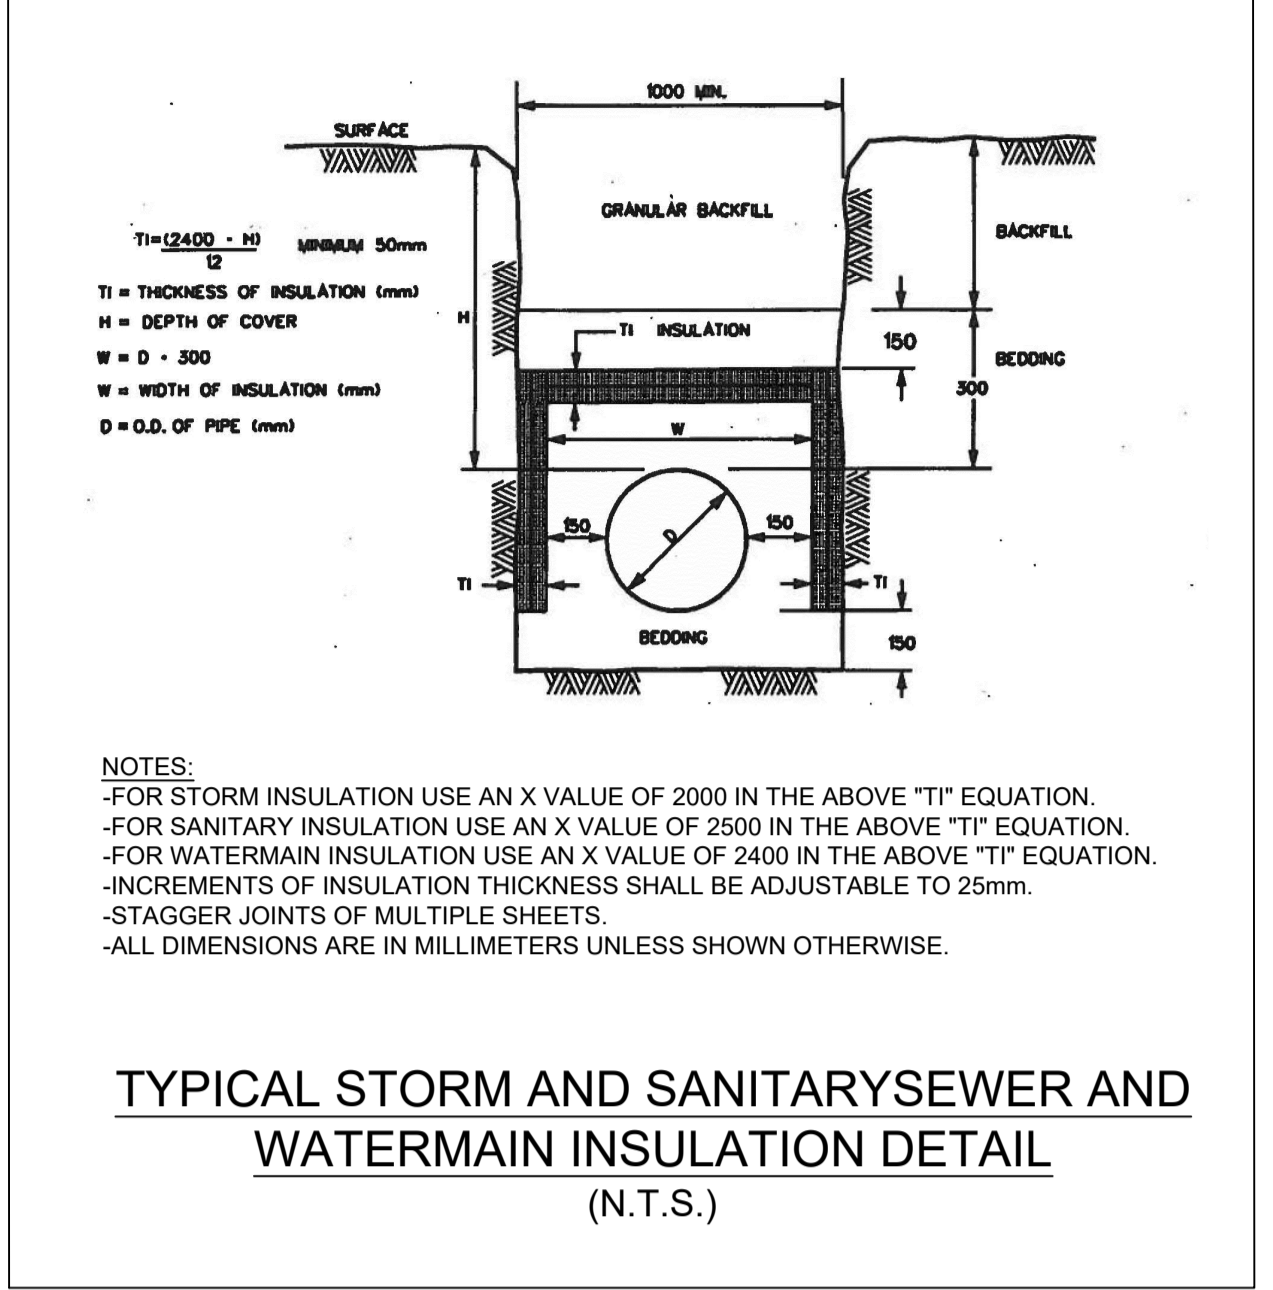 1000 MIN.
SURFACE
GRANULAR BACKFILL
TI=(2400 - H)
12
MINIMUM 50mm
BACKFILL
TI = THICKNESS OF INSULATION (mm)
H = DEPTH OF COVER
H
TI INSULATION
150
BEDDING
W = D + 300
300
W = WIDTH OF INSULATION (mm)
D = O.D. OF PIPE (mm)
W
150
D
150
TI
TI
BEDDING
150
NOTES:
-FOR STORM INSULATION USE AN X VALUE OF 2000 IN THE ABOVE "TI" EQUATION.
-FOR SANITARY INSULATION USE AN X VALUE OF 2500 IN THE ABOVE "TI" EQUATION.
-FOR WATERMAIN INSULATION USE AN X VALUE OF 2400 IN THE ABOVE "TI" EQUATION.
-INCREMENTS OF INSULATION THICKNESS SHALL BE ADJUSTABLE TO 25mm.
-STAGGER JOINTS OF MULTIPLE SHEETS.
-ALL DIMENSIONS ARE IN MILLIMETERS UNLESS SHOWN OTHERWISE.
TYPICAL STORM AND SANITARYSEWER AND
WATERMAIN INSULATION DETAIL
(N.T.S.)